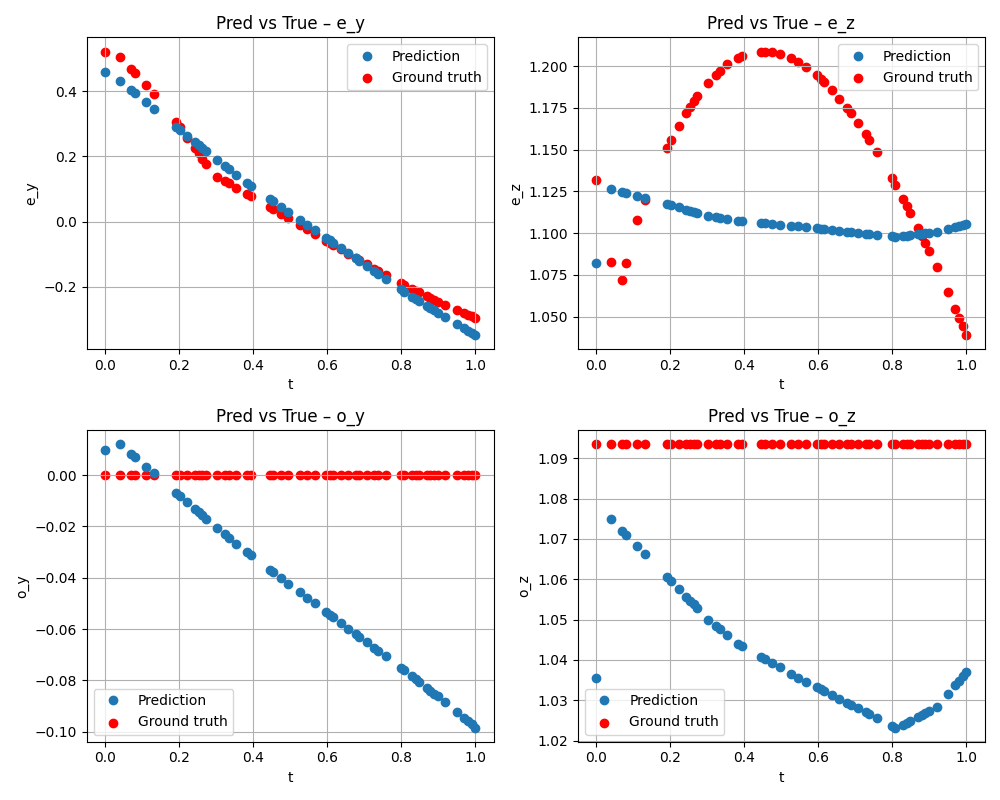 Pred vs True – e_y
0.4
0.2
0.0
−0.2
e_y
0.0 0.2 0.4 0.6 0.8 1.0
t
Prediction
Ground truth
Pred vs True – e_z
1.200
1.175
1.150
1.125
1.100
1.075
1.050
e_z
0.0 0.2 0.4 0.6 0.8 1.0
t
Prediction
Ground truth
Pred vs True – o_y
0.00
−0.02
−0.04
−0.06
−0.08
−0.10
o_y
0.0 0.2 0.4 0.6 0.8 1.0
t
Prediction
Ground truth
Pred vs True – o_z
1.09
1.08
1.07
1.06
1.05
1.04
1.03
1.02
o_z
0.0 0.2 0.4 0.6 0.8 1.0
t
Prediction
Ground truth